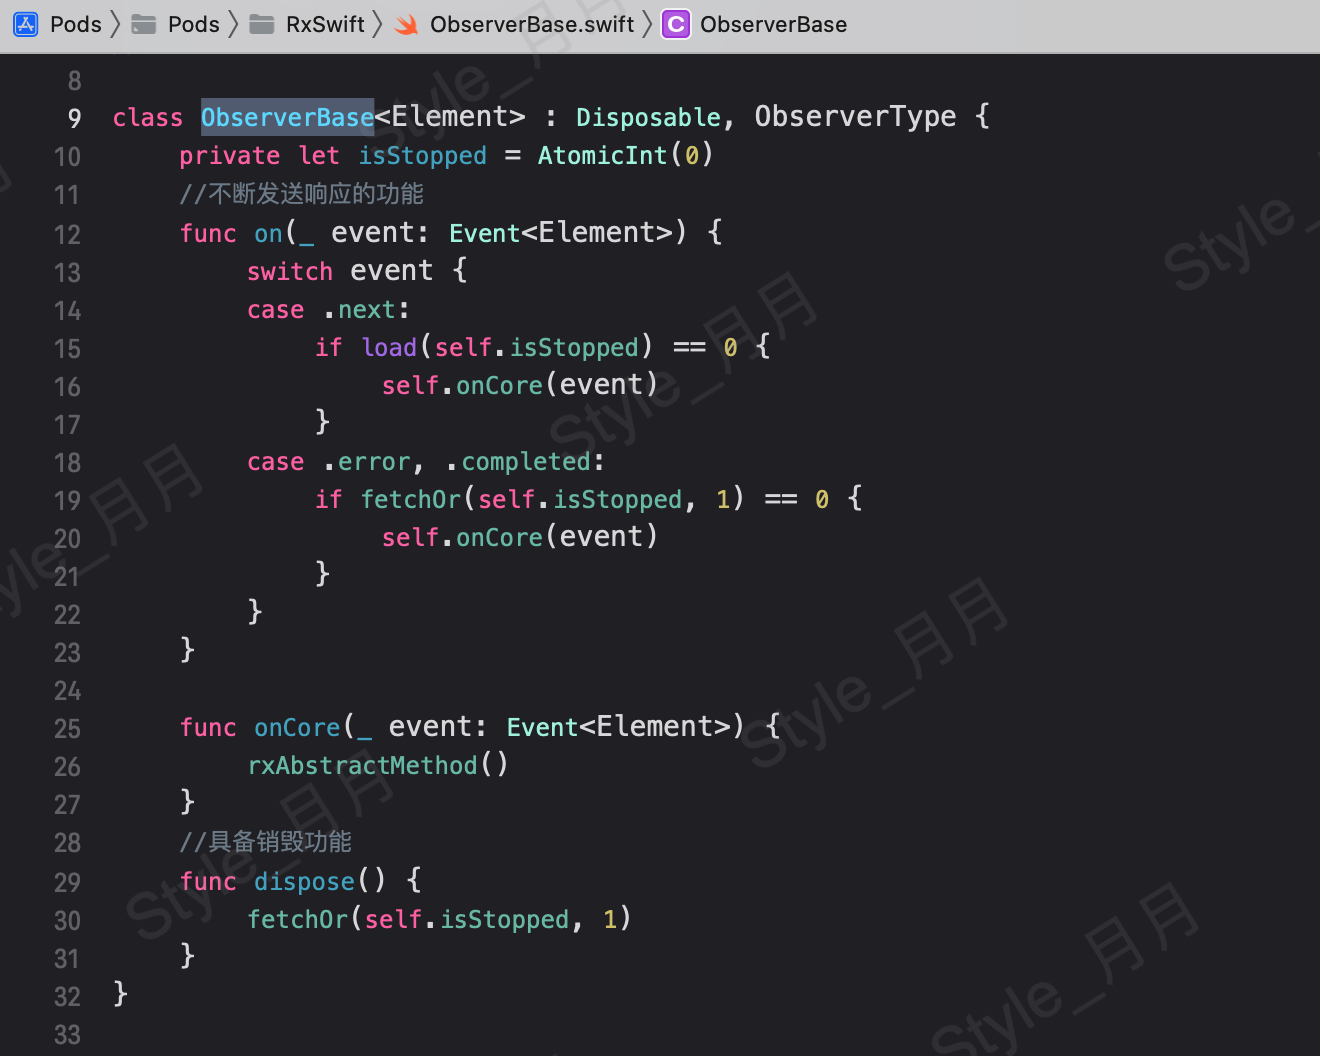 Pods 〉 Pods 〉 RxSwift 〉 ObserverBase.swift 〉 C ObserverBase
8
9 class ObserverBase<Element> : Disposable, ObserverType {
10 private let isStopped = AtomicInt(0)
11 //不断发送响应的功能
12 func on(_ event: Event<Element>) {
13 switch event {
14 case .next:
15 if load(self.isStopped) == 0 {
16 self.onCore(event)
17 }
18 case .error, .completed:
19 if fetchOr(self.isStopped, 1) == 0 {
20 self.onCore(event)
21 }
22 }
23 }
24
25 func onCore(_ event: Event<Element>) {
26 rxAbstractMethod()
27 }
28 //具备销毁功能
29 func dispose() {
30 fetchOr(self.isStopped, 1)
31 }
32 }
33
Style_月月
Style_
Style_月月
Style_月月
Style_月月
Style_月月
Style_月月